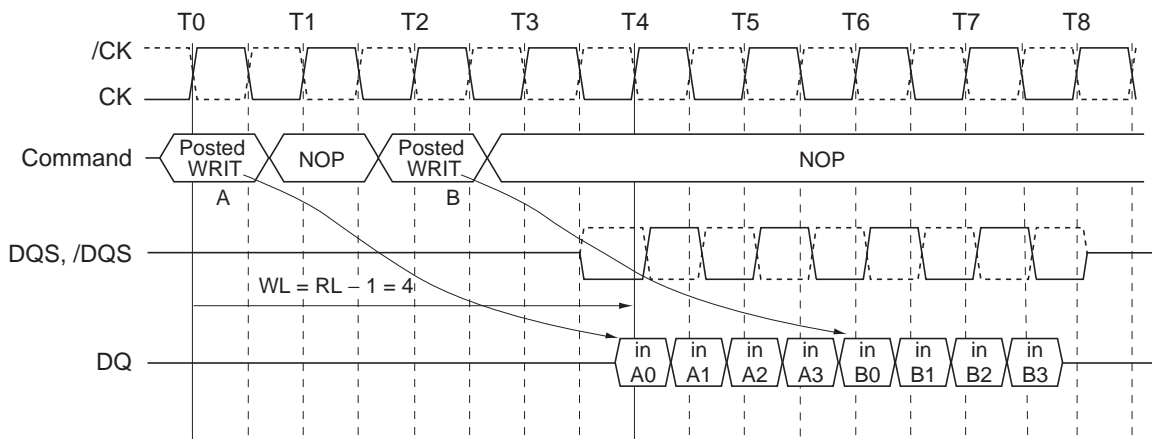 T0 T1 T2 T3 T4 T5 T6 T7 T8
/CK
CK
Command
Posted
WRIT
A
NOP
Posted
WRIT
B
NOP
DQS, /DQS
WL = RL − 1 = 4
DQ
in
A0
in
A1
in
A2
in
A3
in
B0
in
B1
in
B2
in
B3